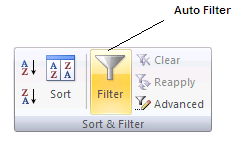 Auto Filter
A
Z
Z
A
Z A
A Z
Sort
Filter
Clear
Reapply
Advanced
Sort & Filter